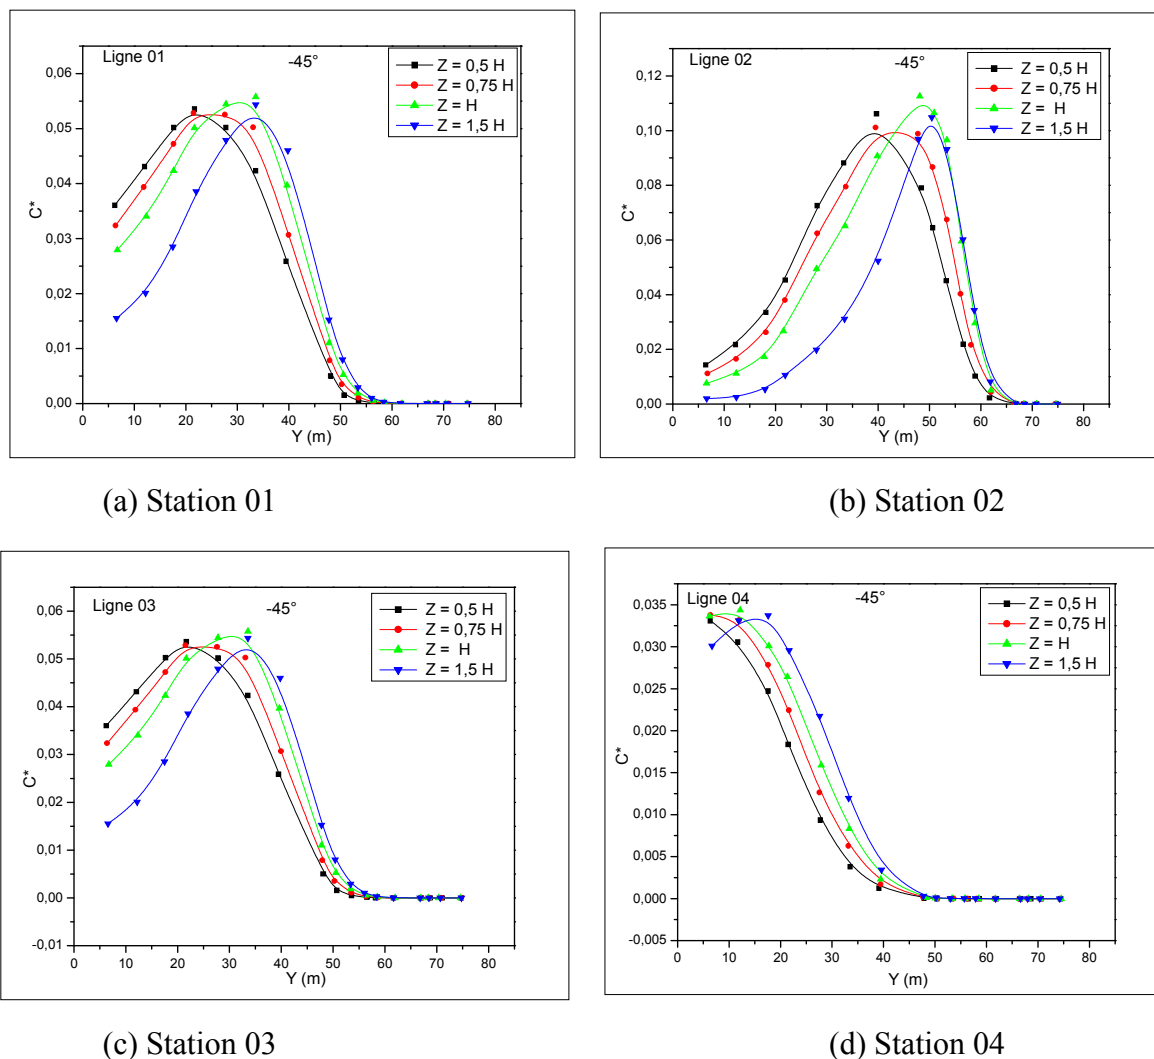 Ligne 01
-45°
Z = 0,5 H
Z = 0,75 H
Z = H
Z = 1,5 H
0,06
0,05
0,04
0,03
0,02
0,01
0,00
C*
0 10 20 30 40 50 60 70 80
Y (m)
(a) Station 01
Ligne 02
-45°
Z = 0,5 H
Z = 0,75 H
Z = H
Z = 1,5 H
0,12
0,10
0,08
0,06
0,04
0,02
0,00
C*
0 10 20 30 40 50 60 70 80
Y (m)
(b) Station 02
Ligne 03
-45°
Z = 0,5 H
Z = 0,75 H
Z = H
Z = 1,5 H
0,06
0,05
0,04
0,03
0,02
0,01
0,00
-0,01
C*
0 10 20 30 40 50 60 70 80
Y (m)
(c) Station 03
Ligne 04
-45°
Z = 0,5 H
Z = 0,75 H
Z = H
Z = 1,5 H
0,035
0,030
0,025
0,020
0,015
0,010
0,005
0,000
-0,005
C*
0 10 20 30 40 50 60 70 80
Y (m)
(d) Station 04